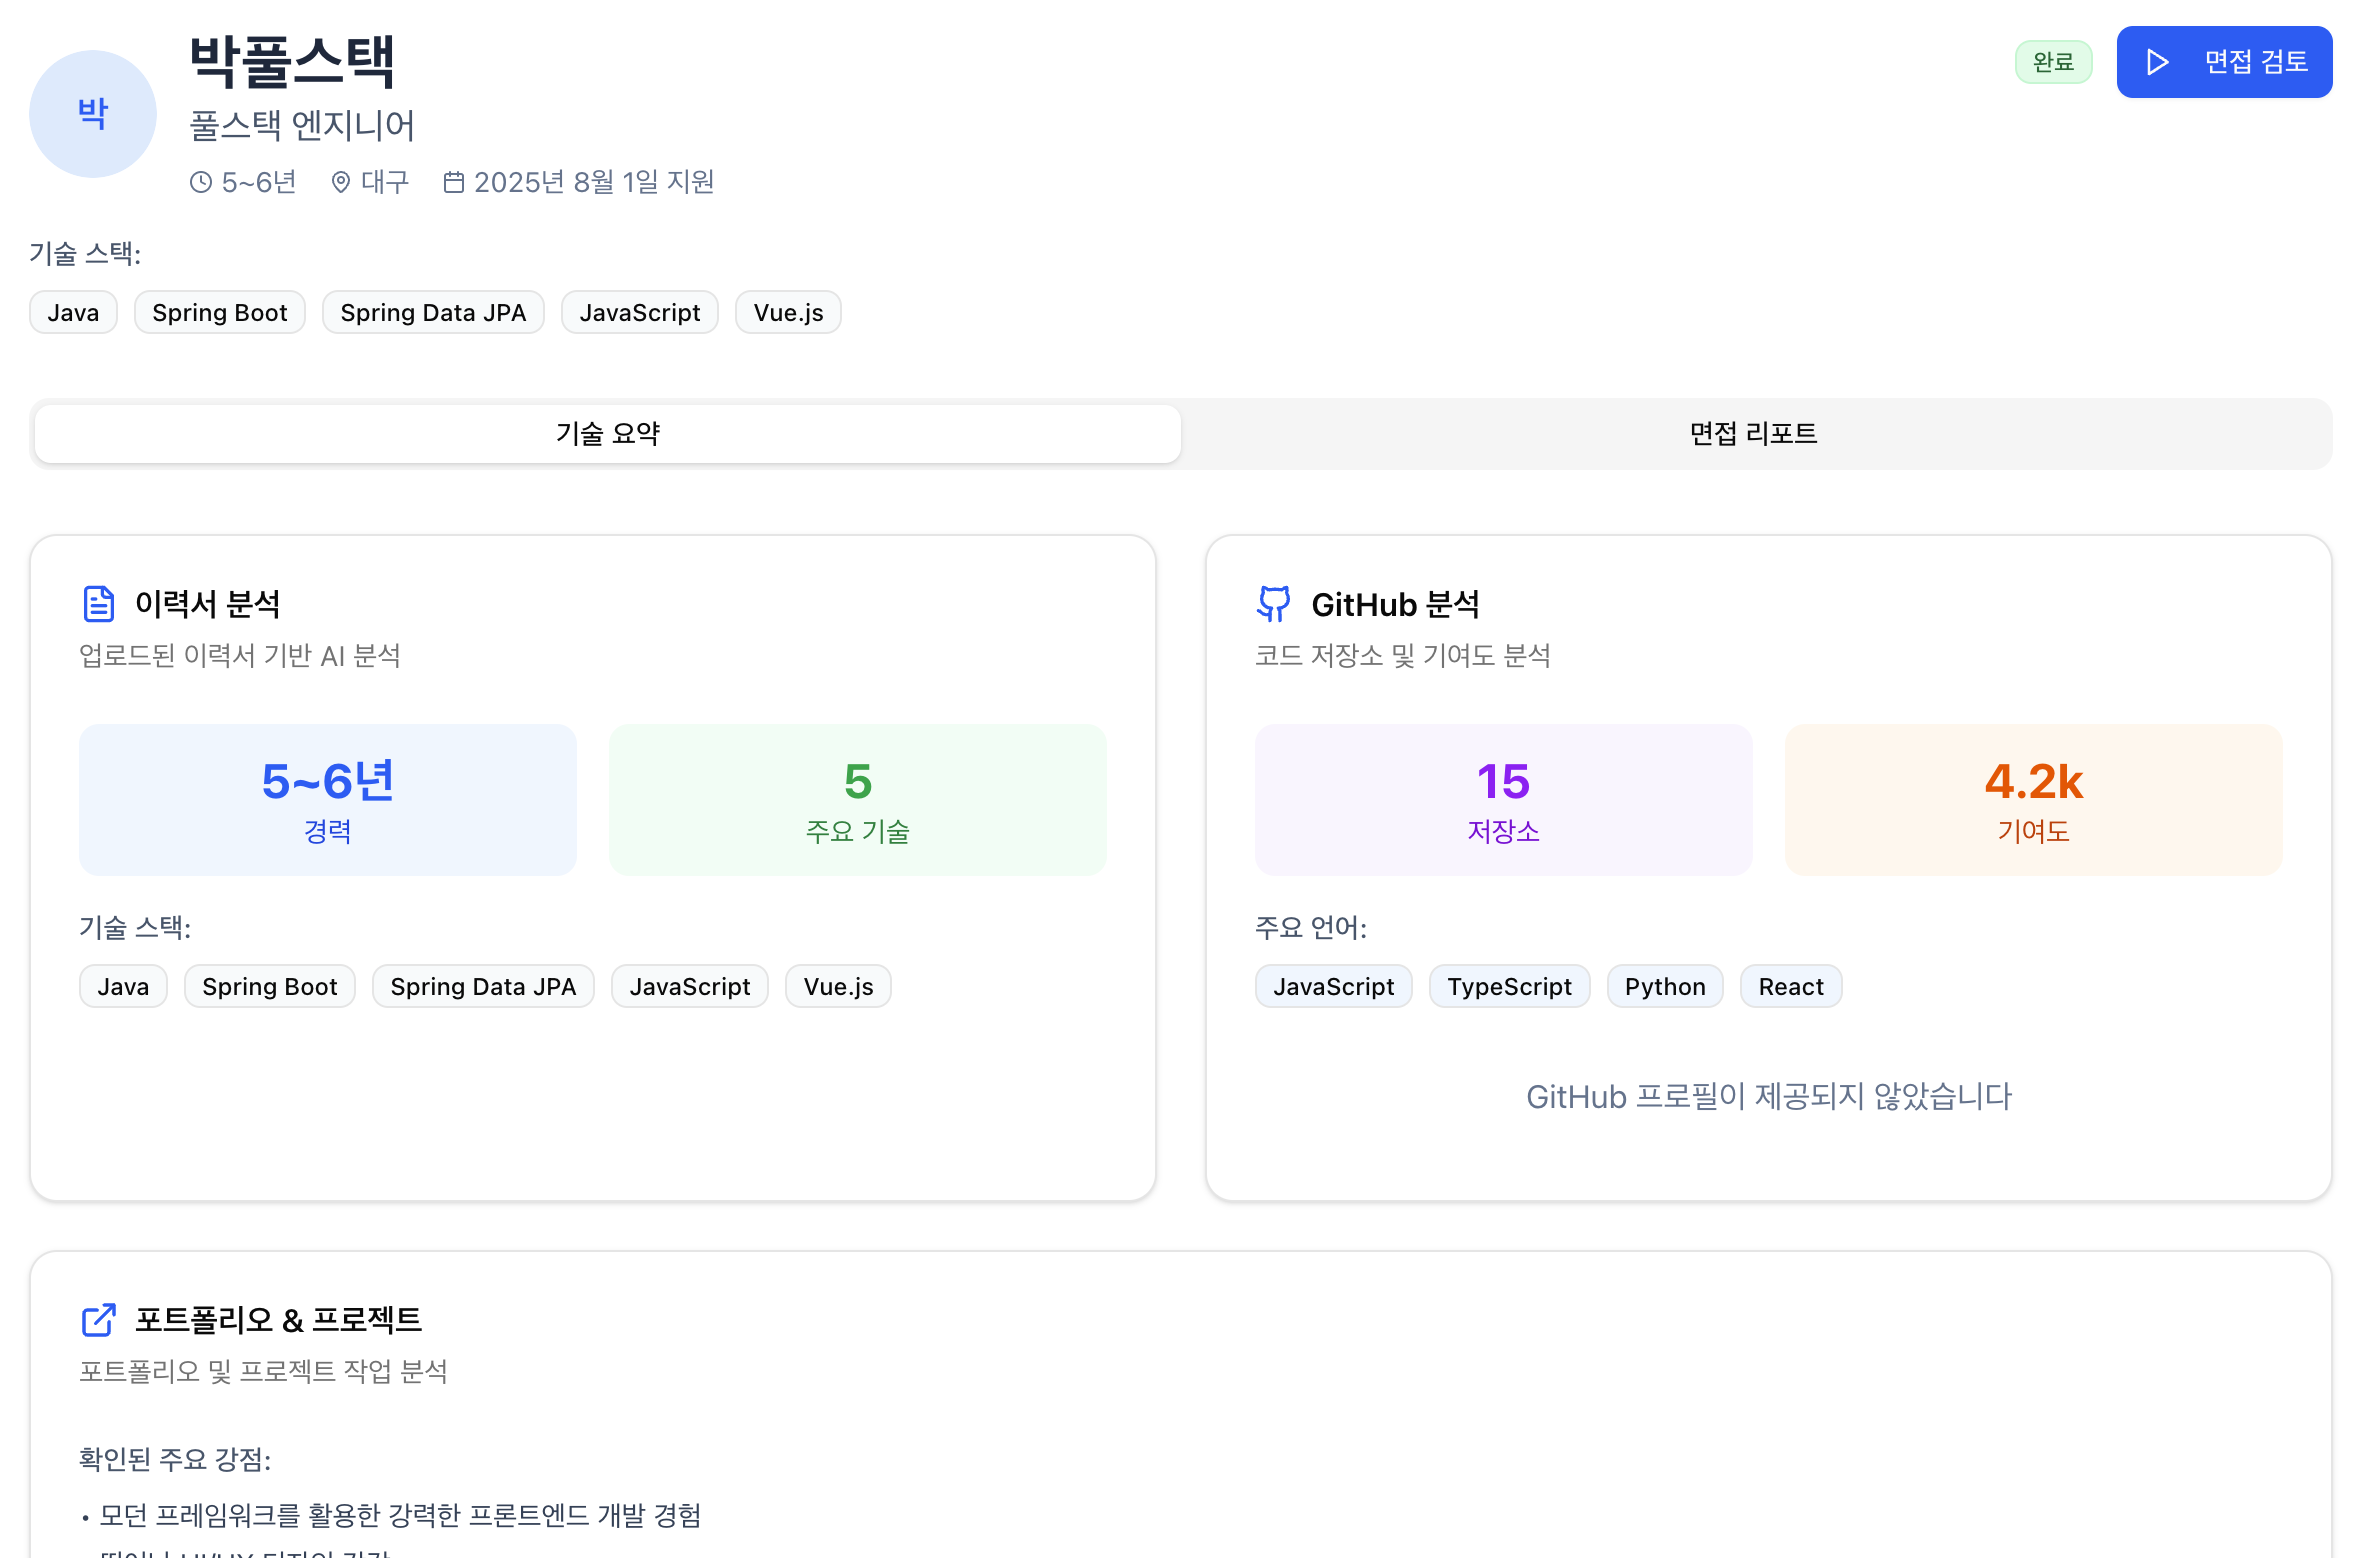 박
박풀스택
풀스택 엔지니어
5~6년 대구 2025년 8월 1일 지원
완료
면접 검토
기술 스택:
Java Spring Boot Spring Data JPA JavaScript Vue.js
기술 요약 면접 리포트
이력서 분석
업로드된 이력서 기반 AI 분석
5~6년
경력
5
주요 기술
기술 스택:
Java Spring Boot Spring Data JPA JavaScript Vue.js
GitHub 분석
코드 저장소 및 기여도 분석
15
저장소
4.2k
기여도
주요 언어:
JavaScript TypeScript Python React
GitHub 프로필이 제공되지 않았습니다
포트폴리오 & 프로젝트
포트폴리오 및 프로젝트 작업 분석
확인된 주요 강점:
• 모던 프레임워크를 활용한 강력한 프론트엔드 개발 경험